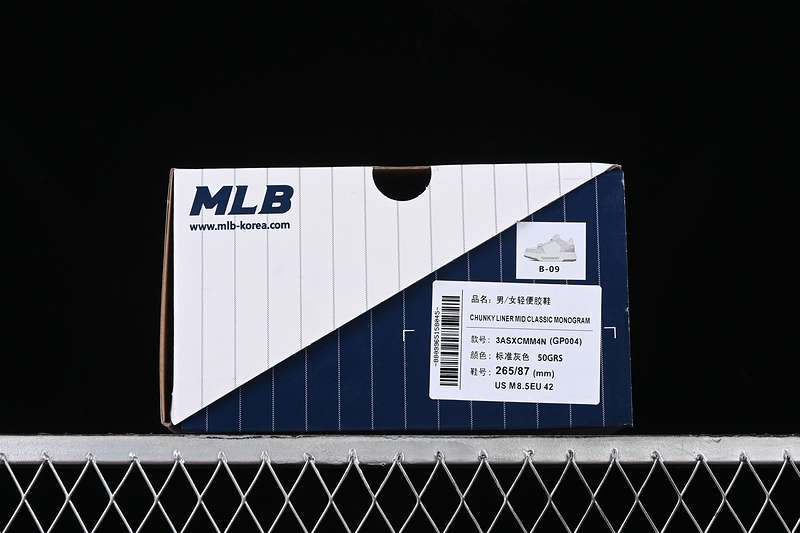 MLB
www.mlb-korea.com
B-09
品名：男/女轻便胶鞋
CHUNKY LINER MID CLASSIC MONOGRAM
款号：3ASXCMM4N (GP004)
颜色：标准灰色 50GRS
鞋号：265/87 (mm)
US M8.5EU 42